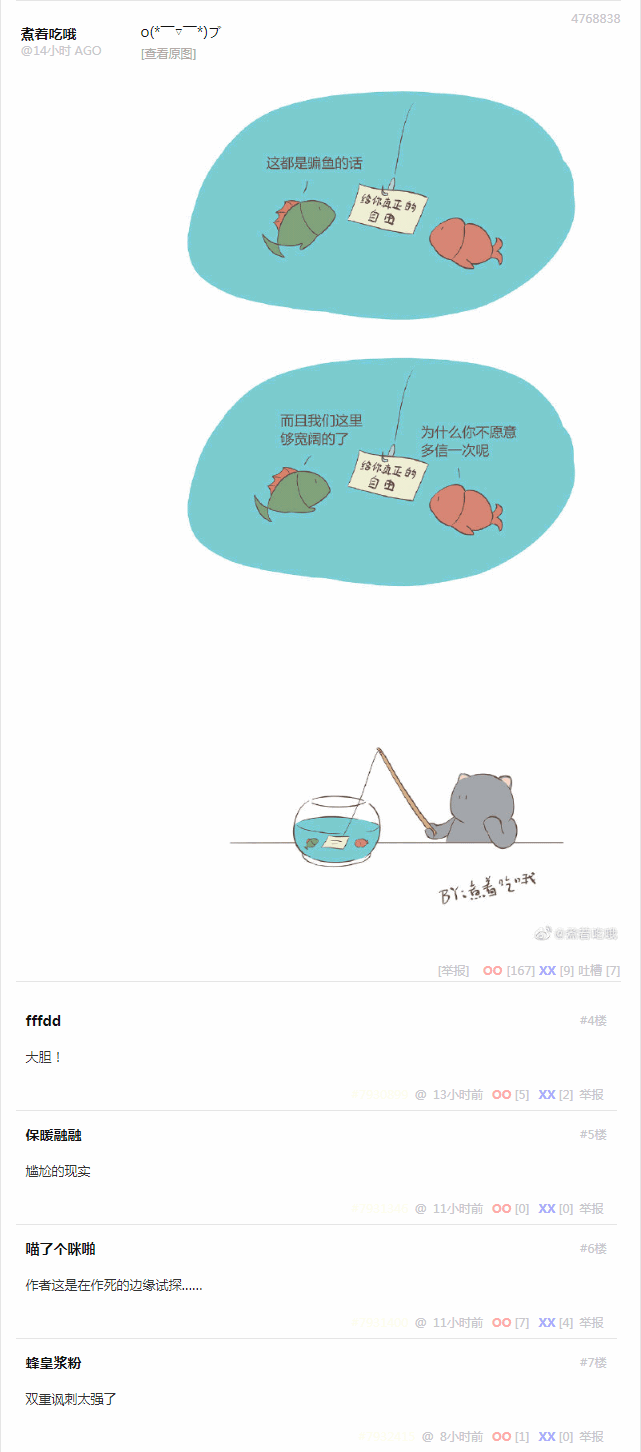 4768838
煮着吃哦
o(*￣▽￣*)ブ
@14小时 AGO
[查看原图]
这都是骗鱼的话
给你真正的
自由
而且我们这里
够宽阔的了
为什么你不愿意
多信一次呢
给你真正的
自由
BY:煮着吃哦
@煮着吃哦
[举报] OO [167] XX [9] 吐槽 [7]
fffdd
#4楼
大胆！
@ 13小时前 OO [5] XX [2] 举报
保暖融融
#5楼
尴尬的现实
@ 11小时前 OO [0] XX [0] 举报
喵了个咪啪
#6楼
作者这是在作死的边缘试探......
@ 11小时前 OO [7] XX [4] 举报
蜂皇浆粉
#7楼
双重讽刺太强了
@ 8小时前 OO [1] XX [0] 举报